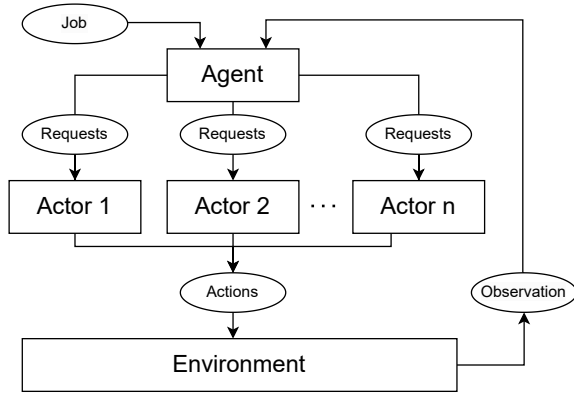 Job
Agent
Requests
Requests
Requests
Actor 1
Actor 2
...
Actor n
Actions
Observation
Environment